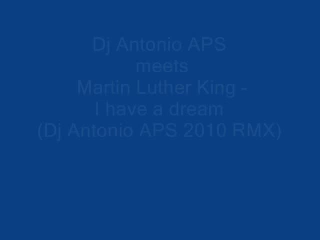 Dj Antonio APS
meets
Martin Luther King -
I have a dream
(Dj Antonio APS 2010 RMX)